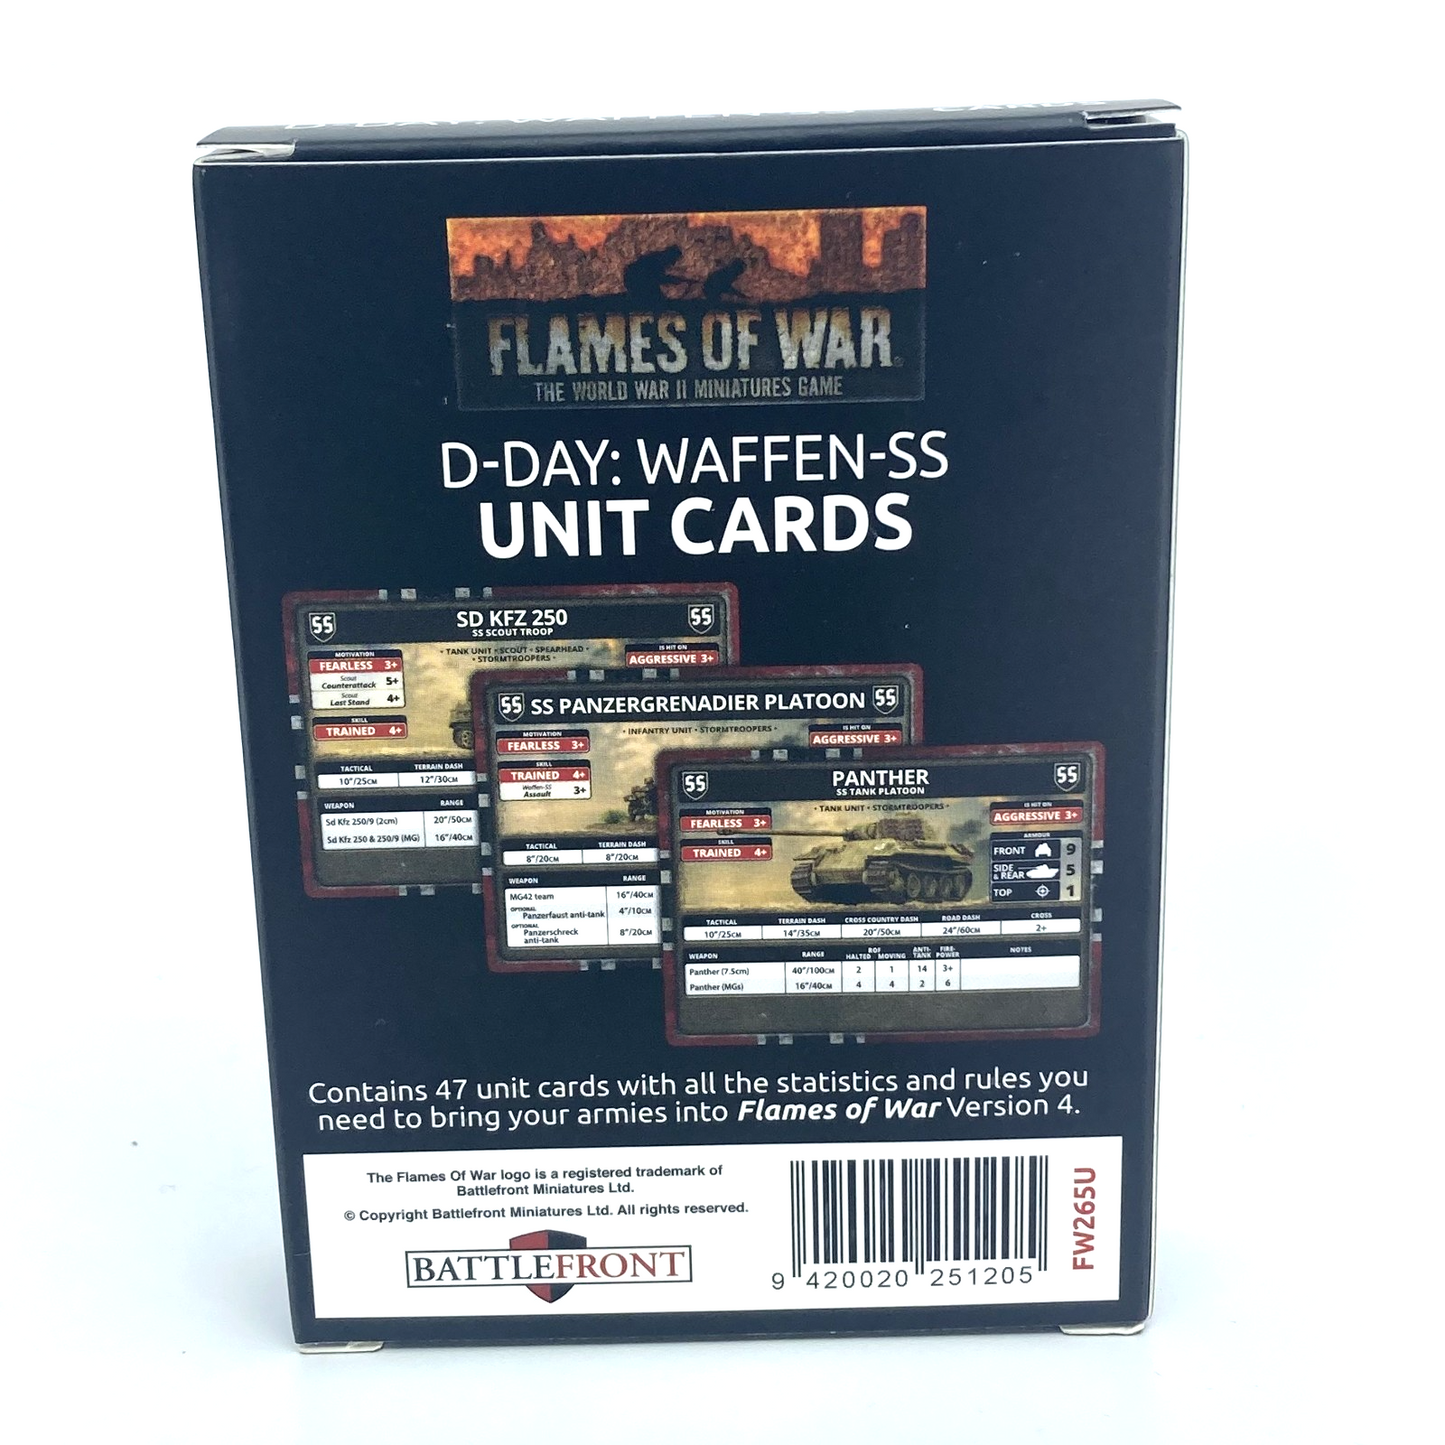 D-DAY: WAFFEN-SS CARDS
FLAMES OF WAR
THE WORLD WAR II MINIATURES GAME
D-DAY: WAFFEN-SS
UNIT CARDS
SS SD KFZ 250 SS
SS SCOUT TROOP
• TANK UNIT • SCOUT • SPEARHEAD •
• STORMTROOPERS •
MOTIVATION
FEARLESS 3+
Scout
Counterattack 5+
Scout
Last Stand 4+
SKILL
TRAINED 4+
IS HIT ON
AGGRESSIVE 3+
TACTICAL TERRAIN DASH
10"/25CM 12"/30CM
WEAPON RANGE
Sd Kfz 250/9 (2cm) 20"/50CM
Sd Kfz 250 & 250/9 (MG) 16"/40CM
SS SS PANZERGRENADIER PLATOON SS
• INFANTRY UNIT • STORMTROOPERS •
MOTIVATION
FEARLESS 3+
SKILL
TRAINED 4+
Waffen-SS
Assault 3+
IS HIT ON
AGGRESSIVE 3+
TACTICAL TERRAIN DASH
8"/20CM 8"/20CM
WEAPON RANGE
MG42 team 16"/40CM
OPTIONAL
Panzerfaust anti-tank 4"/10CM
OPTIONAL
Panzerschreck 8"/20CM
anti-tank
SS PANTHER SS
SS TANK PLATOON
• TANK UNIT • STORMTROOPERS •
MOTIVATION
FEARLESS 3+
SKILL
TRAINED 4+
IS HIT ON
AGGRESSIVE 3+
ARMOUR
FRONT 9
SIDE & REAR 5
TOP 1
TACTICAL TERRAIN DASH CROSS COUNTRY DASH ROAD DASH CROSS
10"/25CM 14"/35CM 20"/50CM 24"/60CM 2+
WEAPON RANGE ROF HALTED MOVING ANTI-TANK FIRE-POWER NOTES
Panther (7.5cm) 40"/100CM 2 1 14 3+
Panther (MGs) 16"/40CM 4 4 2 6
Contains 47 unit cards with all the statistics and rules you
need to bring your armies into Flames of War Version 4.
The Flames Of War logo is a registered trademark of
Battlefront Miniatures Ltd.
© Copyright Battlefront Miniatures Ltd. All rights reserved.
BATTLEFRONT
9 420020 251205
FW265U